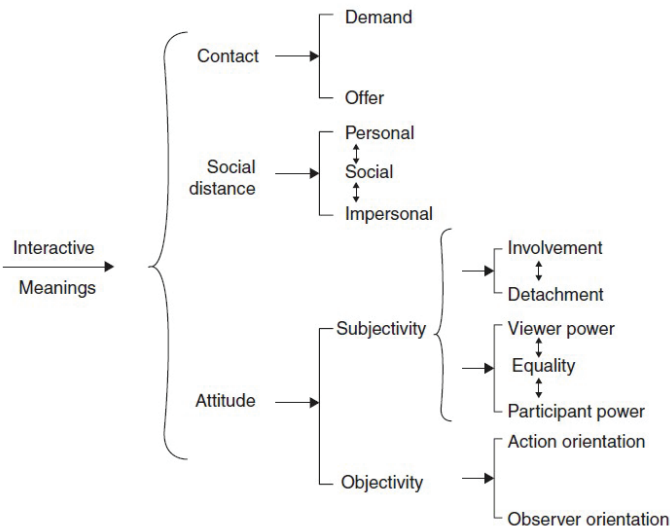 Demand
Contact
Offer
Personal
Social
distance
Social
Impersonal
Interactive
Meanings
Involvement
Detachment
Subjectivity
Viewer power
Equality
Participant power
Attitude
Action orientation
Objectivity
Observer orientation